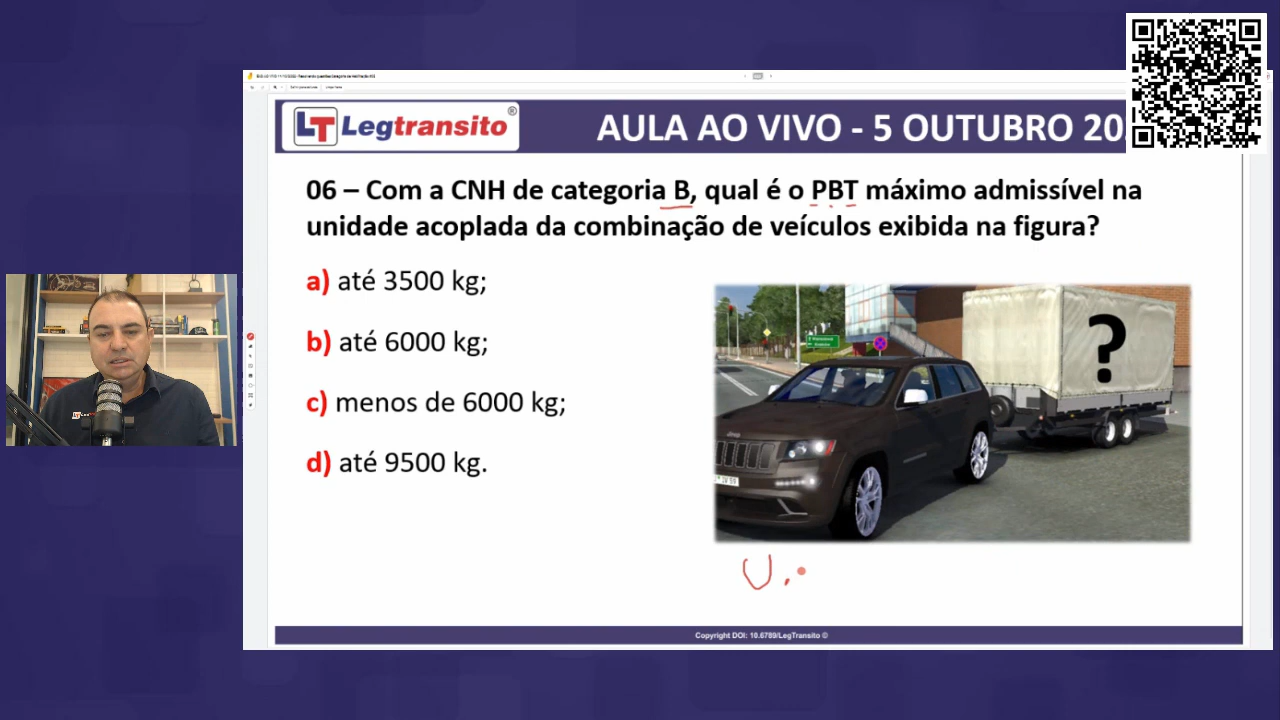 LT Legtransito®
AULA AO VIVO - 5 OUTUBRO 20
06 – Com a CNH de categoria B, qual é o PBT máximo admissível na
unidade acoplada da combinação de veículos exibida na figura?
a) até 3500 kg;
b) até 6000 kg;
c) menos de 6000 kg;
d) até 9500 kg.
?
Jeep
U.
Copyright DOI: 10.6789/LegTransito ©